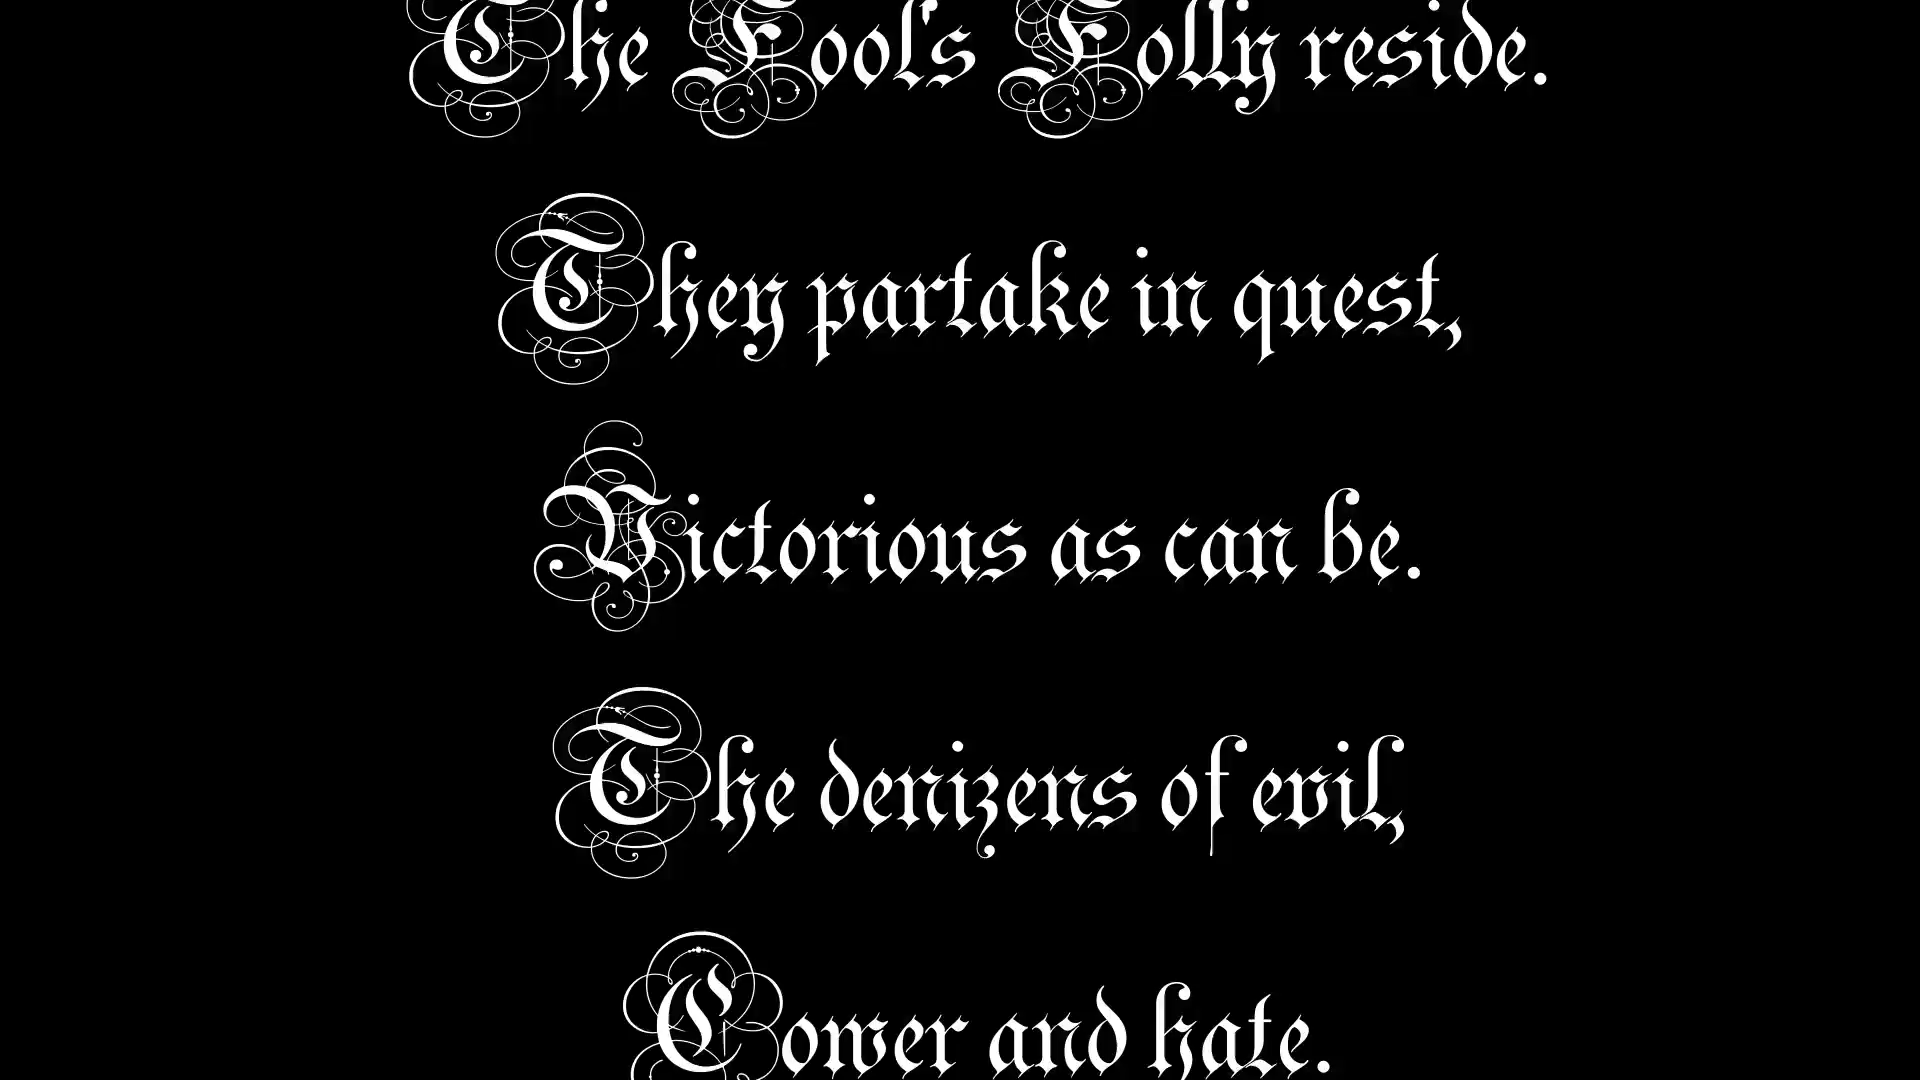 The Fool's Folly reside.
They partake in quest,
Victorious as can be.
The denizens of evil,
Cower and hate.